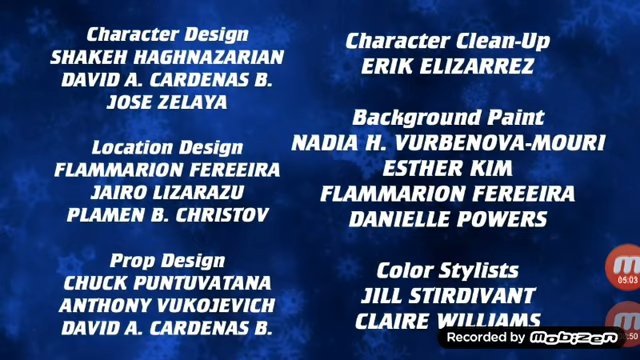 Character Design
SHAKEH HAGHNAZARIAN
DAVID A. CARDENAS B.
JOSE ZELAYA
Location Design
FLAMMARION FEREEIRA
JAIRO LIZARAZU
PLAMEN B. CHRISTOV
Prop Design
CHUCK PUNTUVATANA
ANTHONY VUKOJEVICH
DAVID A. CARDENAS B.
Character Clean-Up
ERIK ELIZARREZ
Background Paint
NADIA H. VURBENOVA-MOURI
ESTHER KIM
FLAMMARION FEREEIRA
DANIELLE POWERS
Color Stylists
JILL STIRDIVANT
CLAIRE WILLIAMS
05:03
:50
Recorded by mobizen